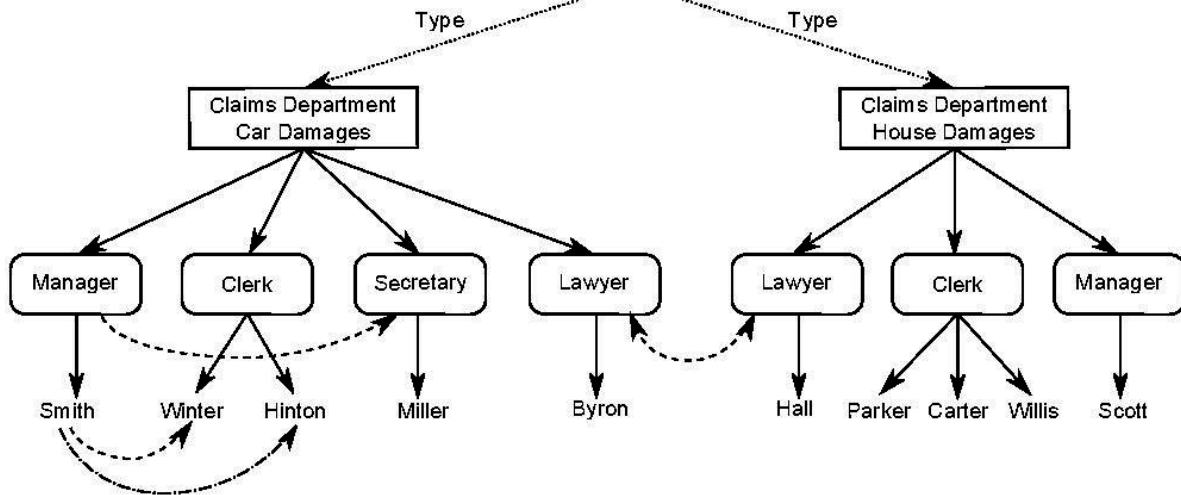 Type
Type
Claims Department
Car Damages
Claims Department
House Damages
Manager
Clerk
Secretary
Lawyer
Lawyer
Clerk
Manager
Smith
Winter
Hinton
Miller
Byron
Hall
Parker
Carter
Willis
Scott